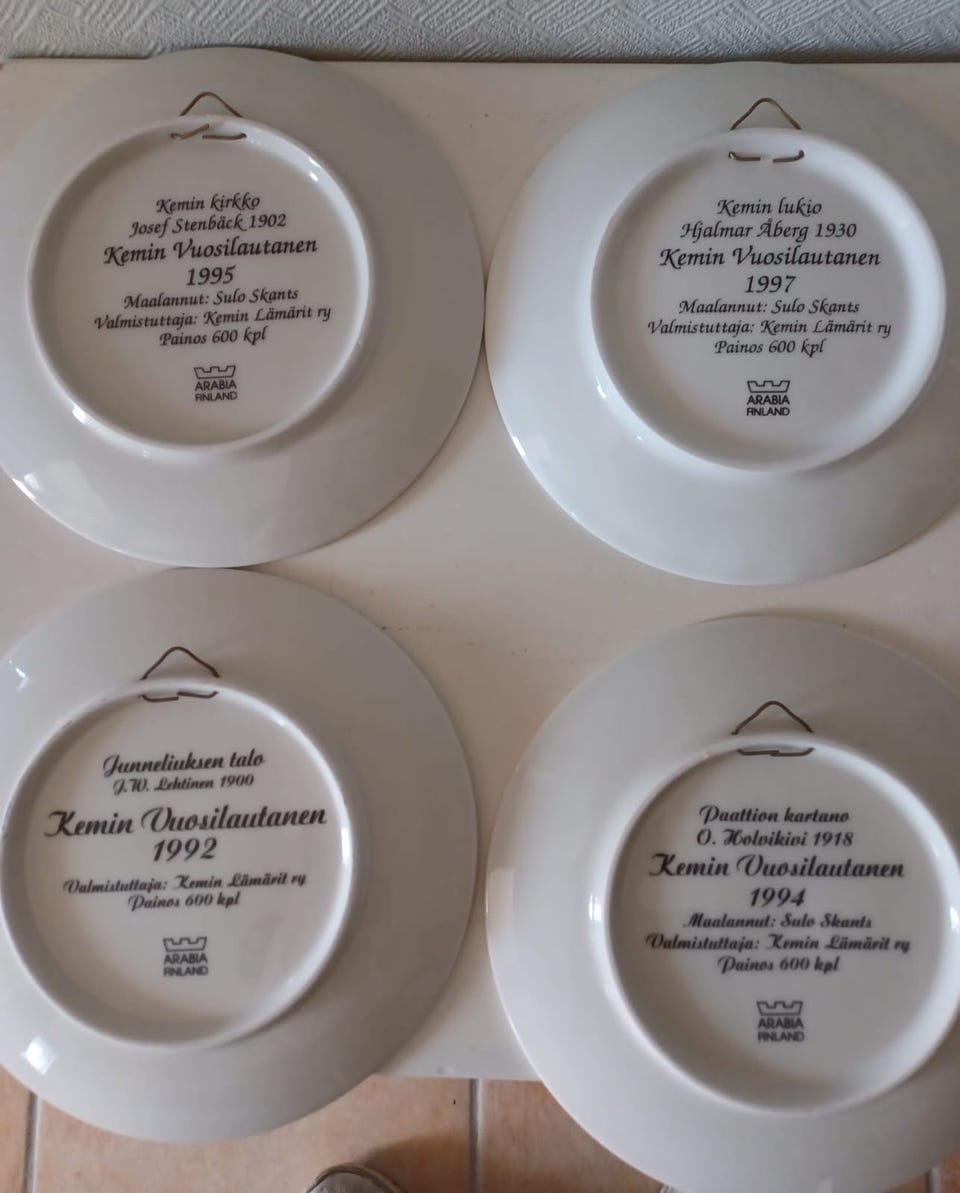 Kemin kirkko
Josef Stenbäck 1902
Kemin Vuosilautanen
1995
Maalannut: Sulo Skants
Valmistuttaja: Kemin Lämärit ry
Painos 600 kpl
ARABIA
FINLAND
Kemin lukio
Hjalmar Åberg 1930
Kemin Vuosilautanen
1997
Maalannut: Sulo Skants
Valmistuttaja: Kemin Lämärit ry
Painos 600 kpl
ARABIA
FINLAND
Junneliuksen talo
J.W. Lehtinen 1900
Kemin Vuosilautanen
1992
Valmistuttaja: Kemin Lämärit ry
Painos 600 kpl
ARABIA
FINLAND
Paattion kartano
O. Holvikivi 1918
Kemin Vuosilautanen
1994
Maalannut: Sulo Skants
Valmistuttaja: Kemin Lämärit ry
Painos 600 kpl
ARABIA
FINLAND